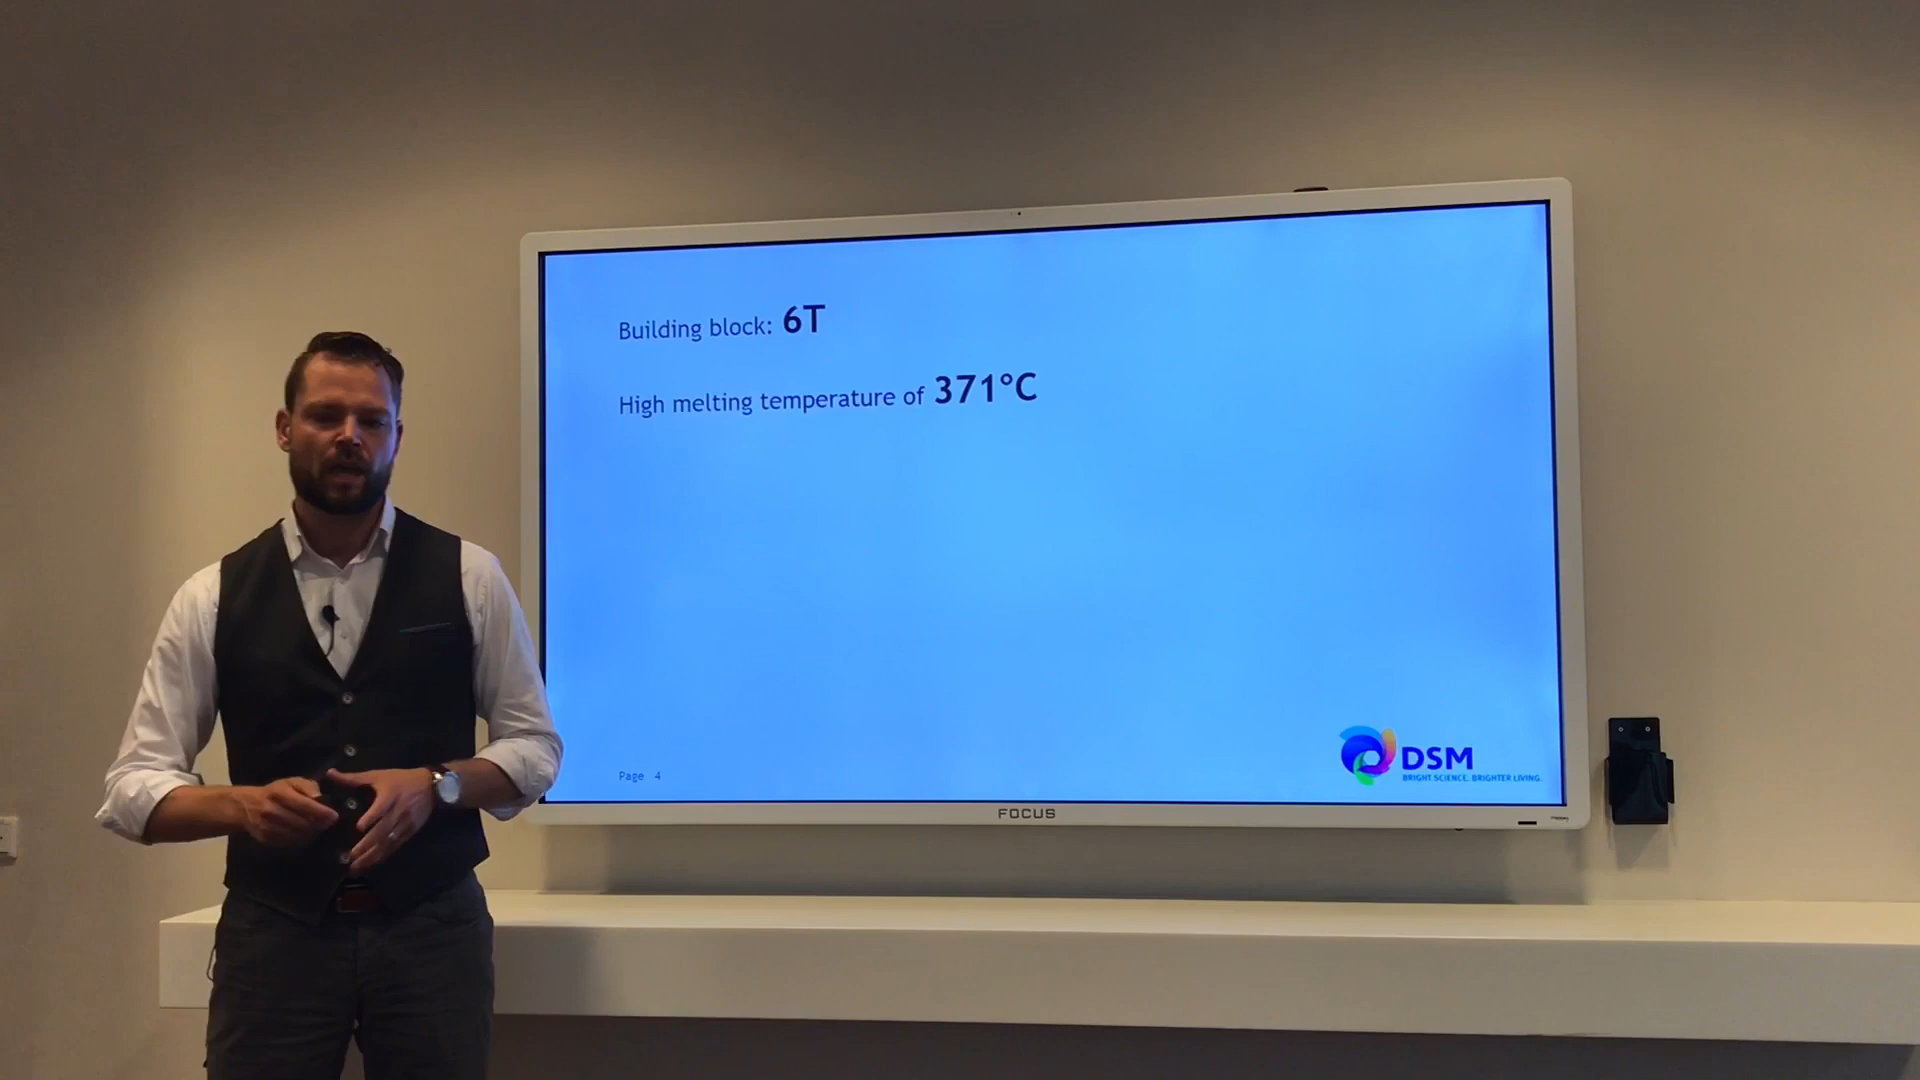 Building block: 6T
High melting temperature of 371°C
Page 4
DSM
BRIGHT SCIENCE. BRIGHTER LIVING.
FOCUS